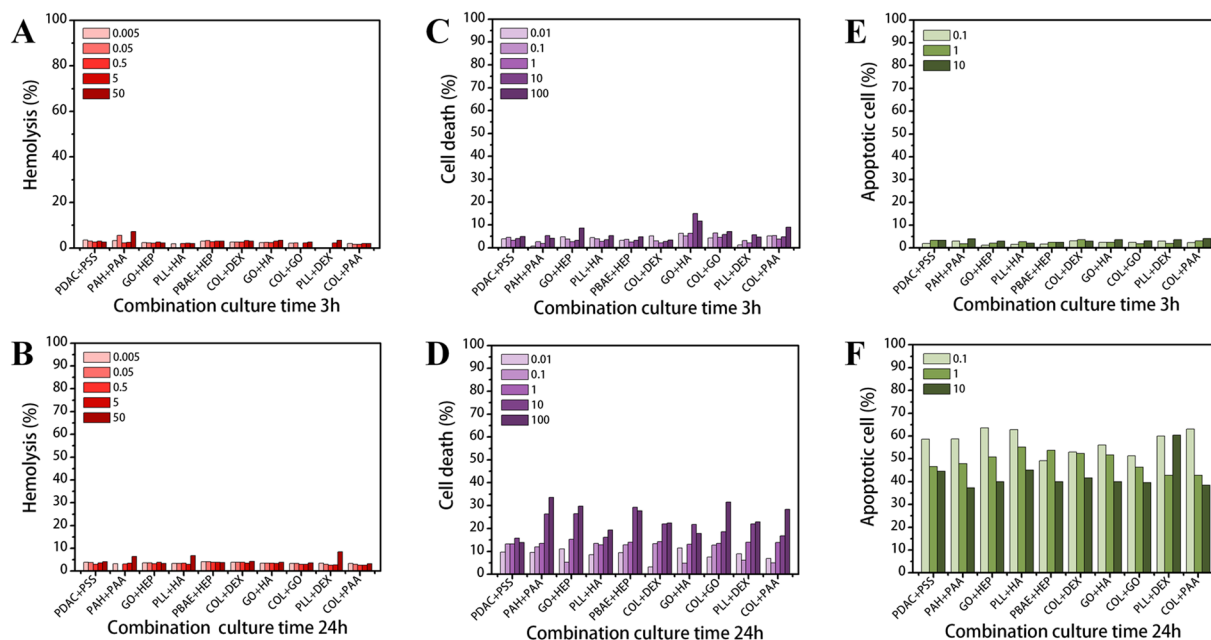 A
Hemolysis (%)
100
90
80
70
60
20
10
0
0.005
0.05
0.5
5
50
PDAC+PSS
PAH+PAA
GO+HEP
PLL+HA
PBAE+HEP
COL+DEX
GO+HA
COL+GO
PLL+DEX
COL+PAA
Combination culture time 3h
C
Cell death (%)
100
90
80
70
60
50
40
30
20
10
0
0.01
0.1
1
10
100
PDAC+PSS
PAH+PAA
GO+HEP
PLL+HA
PBAE+HEP
COL+DEX
GO+HA
COL+GO
PLL+DEX
COL+PAA
Combination culture time 3h
E
Apoptotic cell (%)
100
80
60
40
20
0
0.1
1
10
PDAC+PSS
PAH+PAA
GO+HEP
PLL+HA
PBAE+HEP
COL+DEX
GO+HA
COL+GO
PLL+DEX
COL+PAA
Combination culture time 3h
B
Hemolysis (%)
100
90
80
70
60
50
40
30
20
10
0
0.005
0.05
0.5
5
50
PDAC+PSS
PAH+PAA
GO+HEP
PLL+HA
PBAE+HEP
COL+DEX
GO+HA
COL+GO
PLL+DEX
COL+PAA
Combination culture time 24h
D
Cell death (%)
100
90
80
70
60
50
40
30
20
10
0
0.01
0.1
1
10
100
PDAC+PSS
PAH+PAA
GO+HEP
PLL+HA
PBAE+HEP
COL+DEX
GO+HA
COL+GO
PLL+DEX
COL+PAA
Combination culture time 24h
F
Apoptotic cell (%)
100
90
80
70
60
50
40
30
20
10
0
0.1
1
10
PDAC+PSS
PAH+PAA
GO+HEP
PLL+HA
PBAE+HEP
COL+DEX
GO+HA
COL+GO
PLL+DEX
COL+PAA
Combination culture time 24h